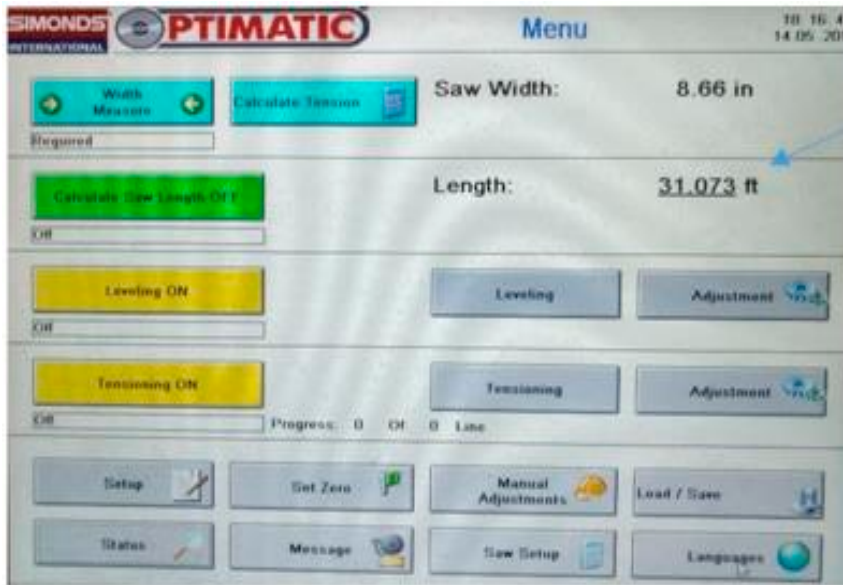 SIMONDS
INTERNATIONAL
OPTIMATIC
Menu
14.05
Width
Measure
Calculate Tension
Saw Width:
8.66 in
Required
Calculate Saw Length OFF
Length:
31.073 ft
Off
Leveling ON
Leveling
Adjustment
Off
Tensioning ON
Tensioning
Adjustment
Off
Progress: 0 Of 0 Line
Setup
Set Zero
Manual
Adjustments
Load / Save
Status
Message
Saw Setup
Languages